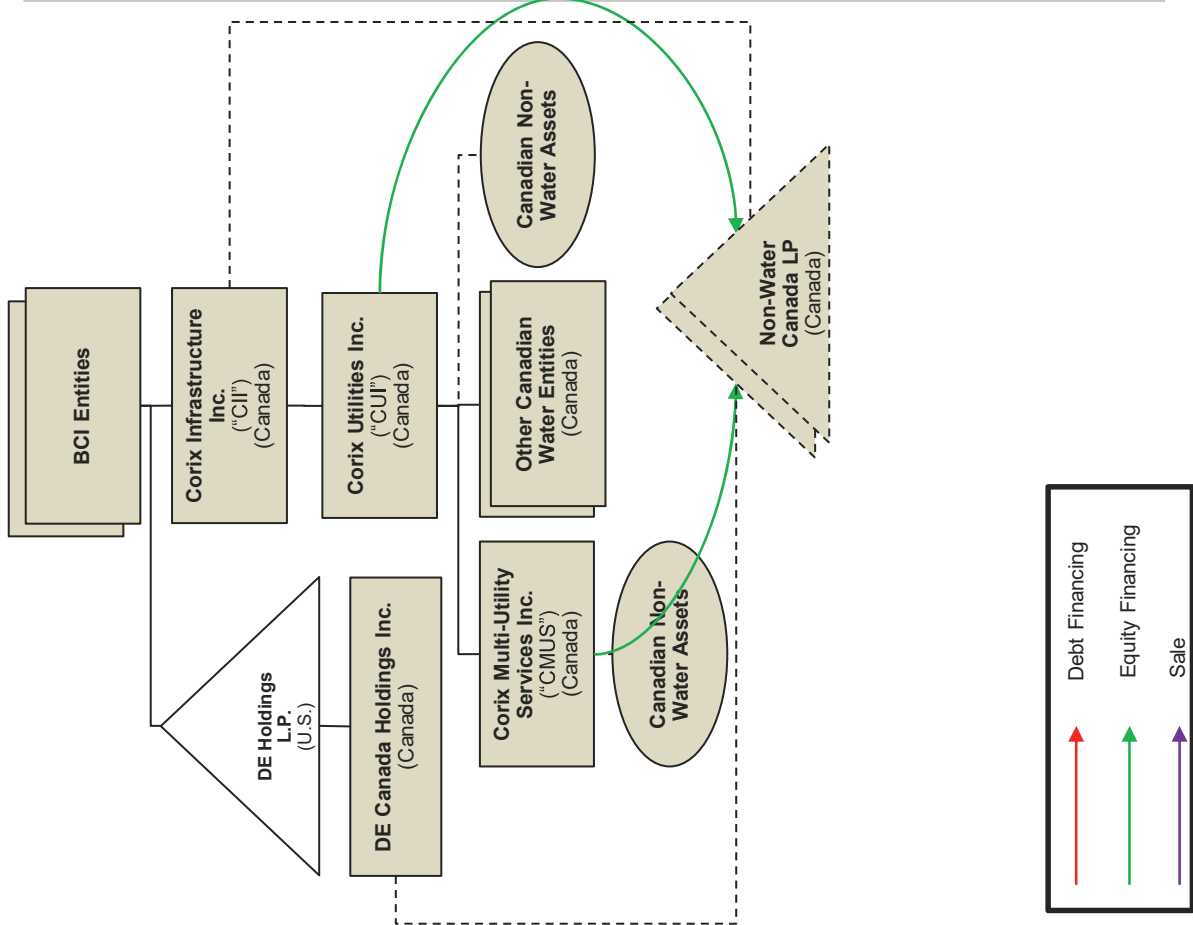 BCI Entities
Corix Infrastructure
Inc.
("CII")
(Canada)
DE Holdings
L.P.
(U.S.)
DE Canada Holdings Inc.
(Canada)
Corix Utilities Inc.
("CUI")
(Canada)
Corix Multi-Utility
Services Inc.
("CMUS")
(Canada)
Other Canadian
Water Entities
(Canada)
Canadian Non-
Water Assets
Canadian Non-
Water Assets
Non-Water
Canada LP
(Canada)
Debt Financing
Equity Financing
Sale